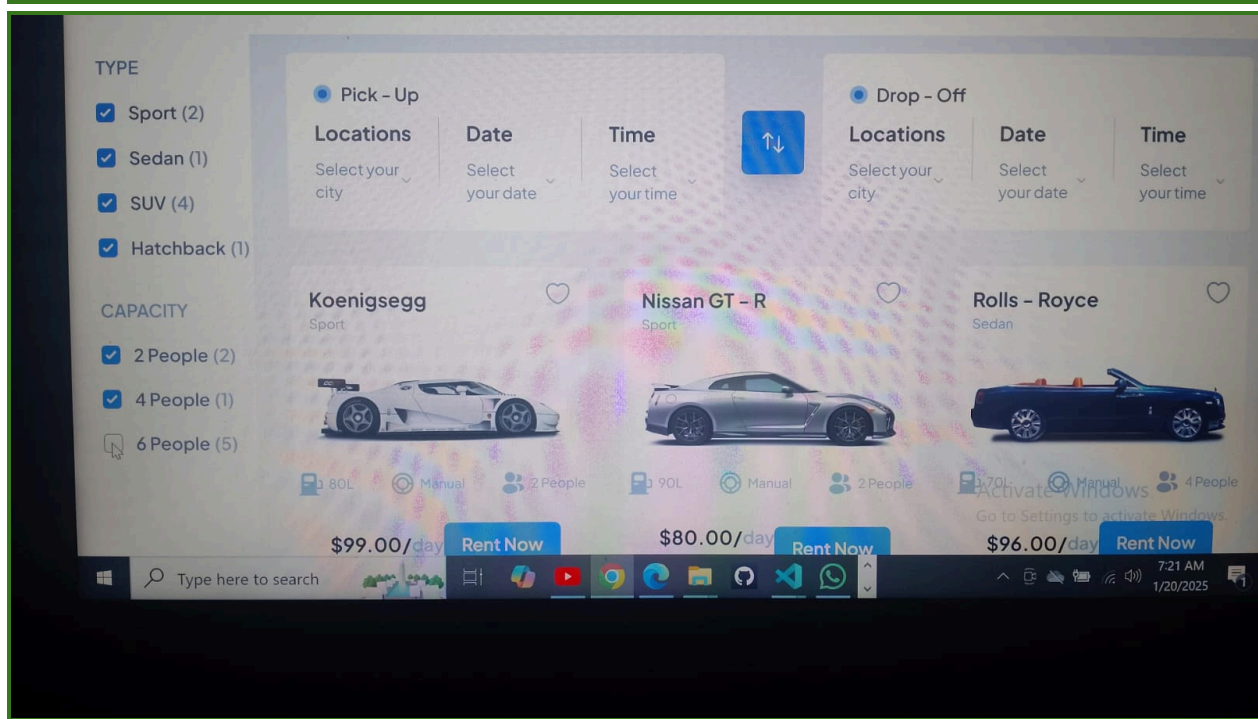 TYPE
Sport (2)
Sedan (1)
SUV (4)
Hatchback (1)
CAPACITY
2 People (2)
4 People (1)
6 People (5)
Pick - Up
Locations
Select your
city
Date
Select
your date
Time
Select
your time
Drop - Off
Locations
Select your
city
Date
Select
your date
Time
Select
your time
Koenigsegg
Sport
80L
Manual
2 People
$99.00/day
Rent Now
Nissan GT - R
Sport
90L
Manual
2 People
$80.00/day
Rent Now
Rolls - Royce
Sedan
70L
Manual
4 People
$96.00/day
Rent Now
Activate Windows
Go to Settings to activate Windows.
Type here to search
7:21 AM
1/20/2025
1